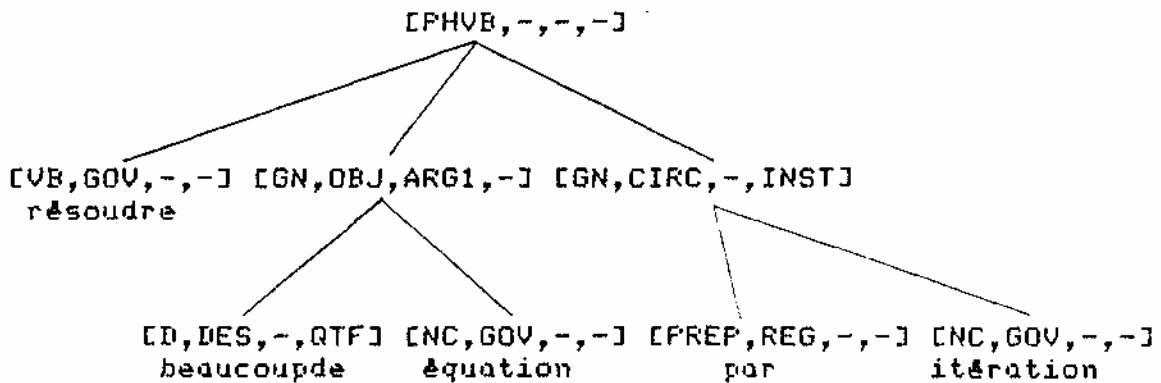 [PHVB,-,-,-]
[VB,GOV,-,-] [GN,OBJ,ARG1,-] [GN,CIRC,-,INST]
résoudre
[D,DES,-,QTF] [NC,GOV,-,-] [PREP,REG,-,-] [NC,GOV,-,-]
beaucoupde équation par itération